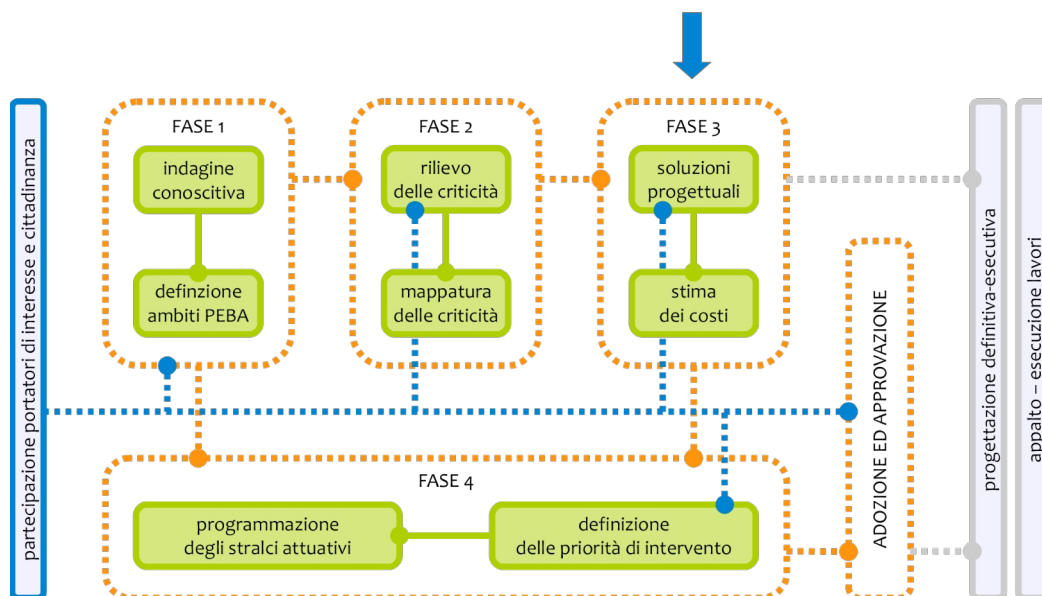 partecipazione portatori di interesse e cittadinanza
FASE 1
indagine
conoscitiva
definzione
ambiti PEBA
FASE 2
rilievo
delle criticità
mappatura
delle criticità
FASE 3
soluzioni
progettuali
stima
dei costi
FASE 4
programmazione
degli stralci attuativi
definizione
delle priorità di intervento
ADOZIONE ED APPROVAZIONE
progettazione definitiva-esecutiva
appalto – esecuzione lavori